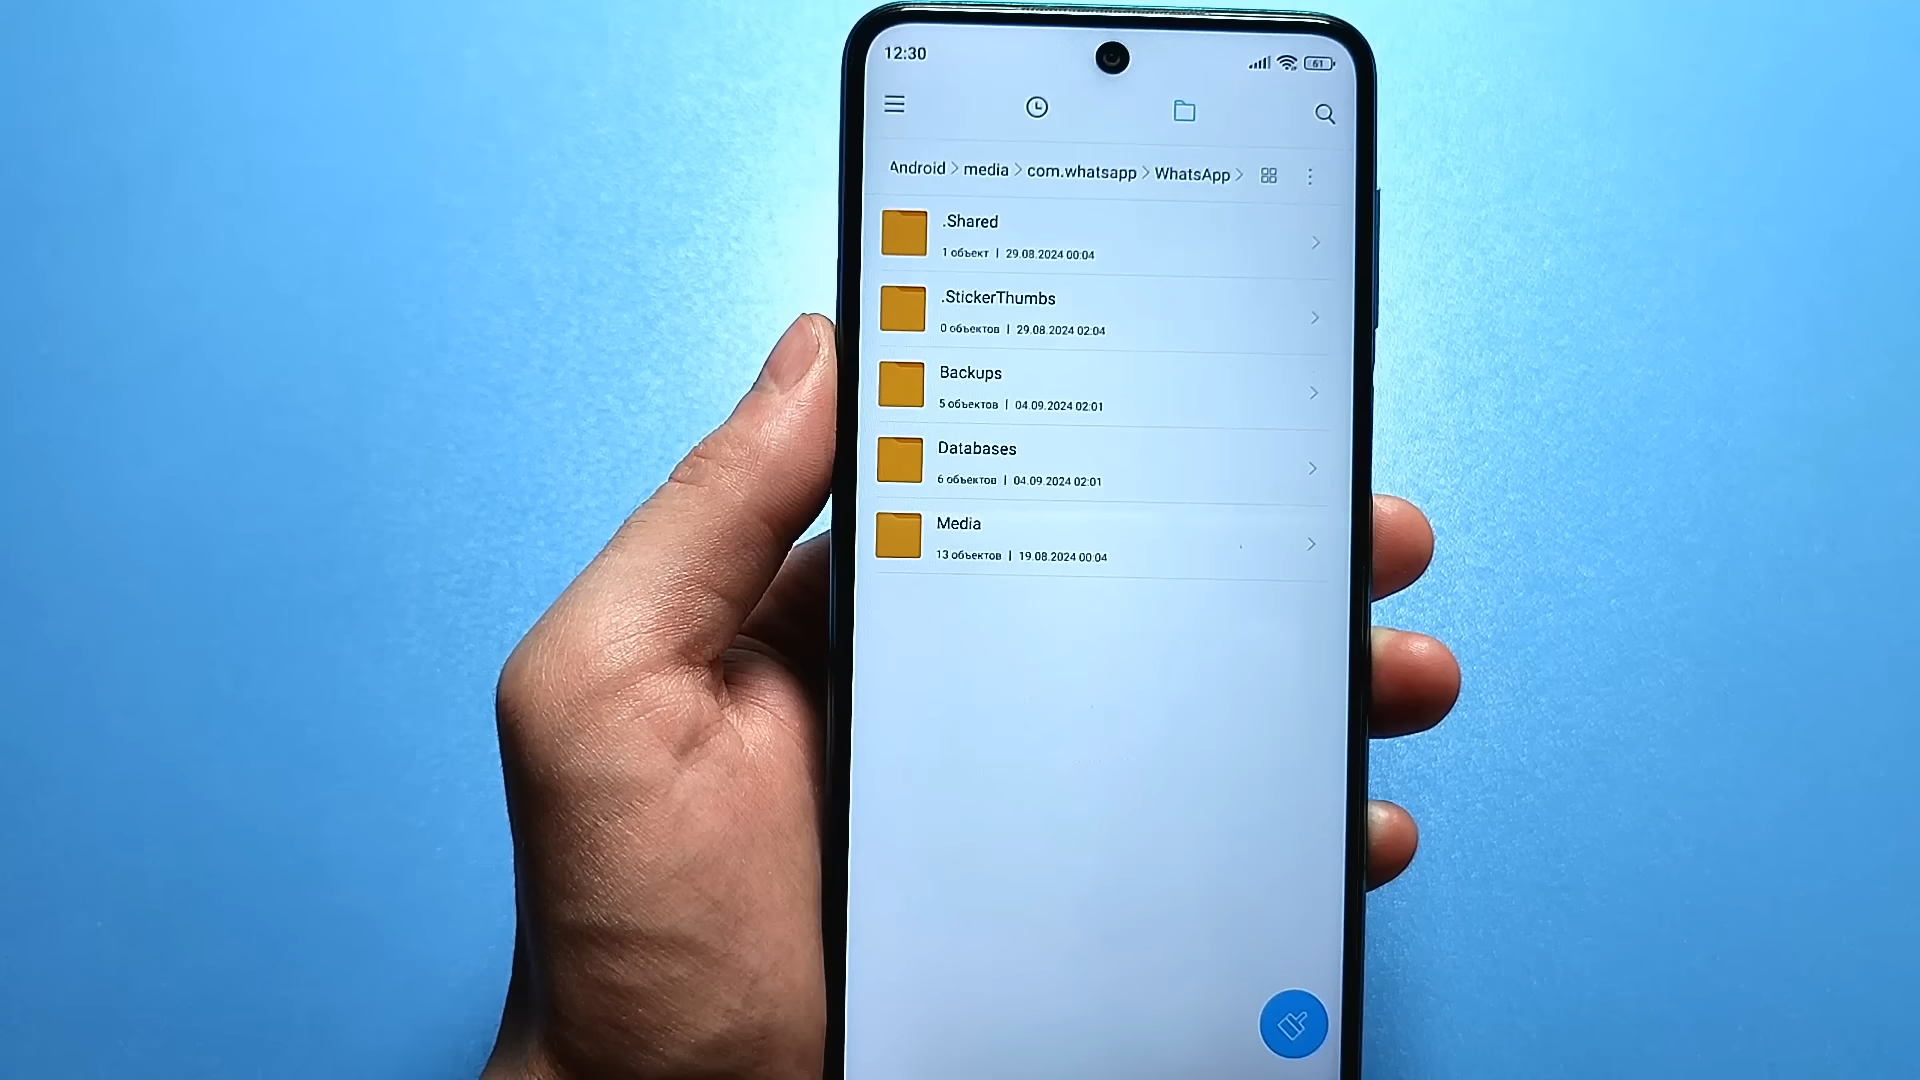 12:30
61
Android > media > com.whatsapp > WhatsApp >
.Shared
1 объект | 29.08.2024 00:04
.StickerThumbs
0 объектов | 29.08.2024 02:04
Backups
5 объектов | 04.09.2024 02:01
Databases
6 объектов | 04.09.2024 02:01
Media
13 объектов | 19.08.2024 00:04